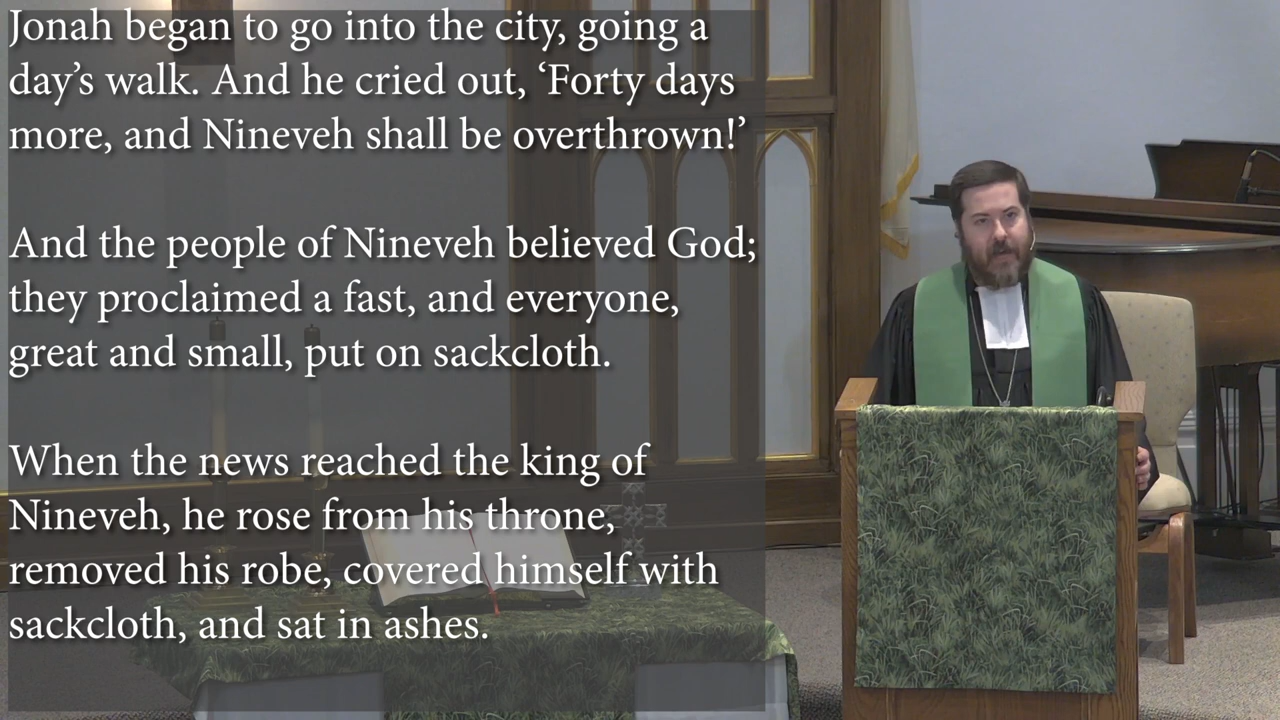 Jonah began to go into the city, going a
day’s walk. And he cried out, ‘Forty days
more, and Nineveh shall be overthrown!’
And the people of Nineveh believed God;
they proclaimed a fast, and everyone,
great and small, put on sackcloth.
When the news reached the king of
Nineveh, he rose from his throne,
removed his robe, covered himself with
sackcloth, and sat in ashes.